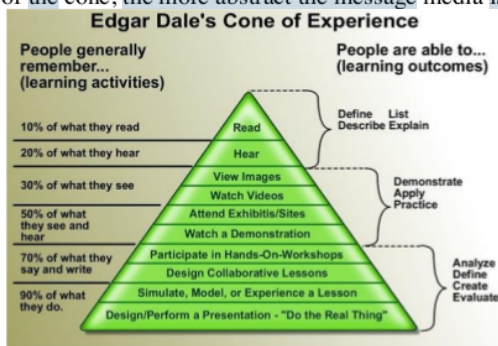 of the cone, the more abstract the message media
Edgar Dale's Cone of Experience
People generally
remember...
(learning activities)
People are able to...
(learning outcomes)
10% of what they read
20% of what they hear
30% of what they see
50% of what
they see and
hear
70% of what they
say and write
90% of what
they do.
Read
Hear
View Images
Watch Videos
Attend Exhibitis/Sites
Watch a Demonstration
Participate in Hands-On-Workshops
Design Collaborative Lessons
Simulate, Model, or Experience a Lesson
Design/Perform a Presentation - "Do the Real Thing"
Define List
Describe Explain
Demonstrate
Apply
Practice
Analyze
Define
Create
Evaluate